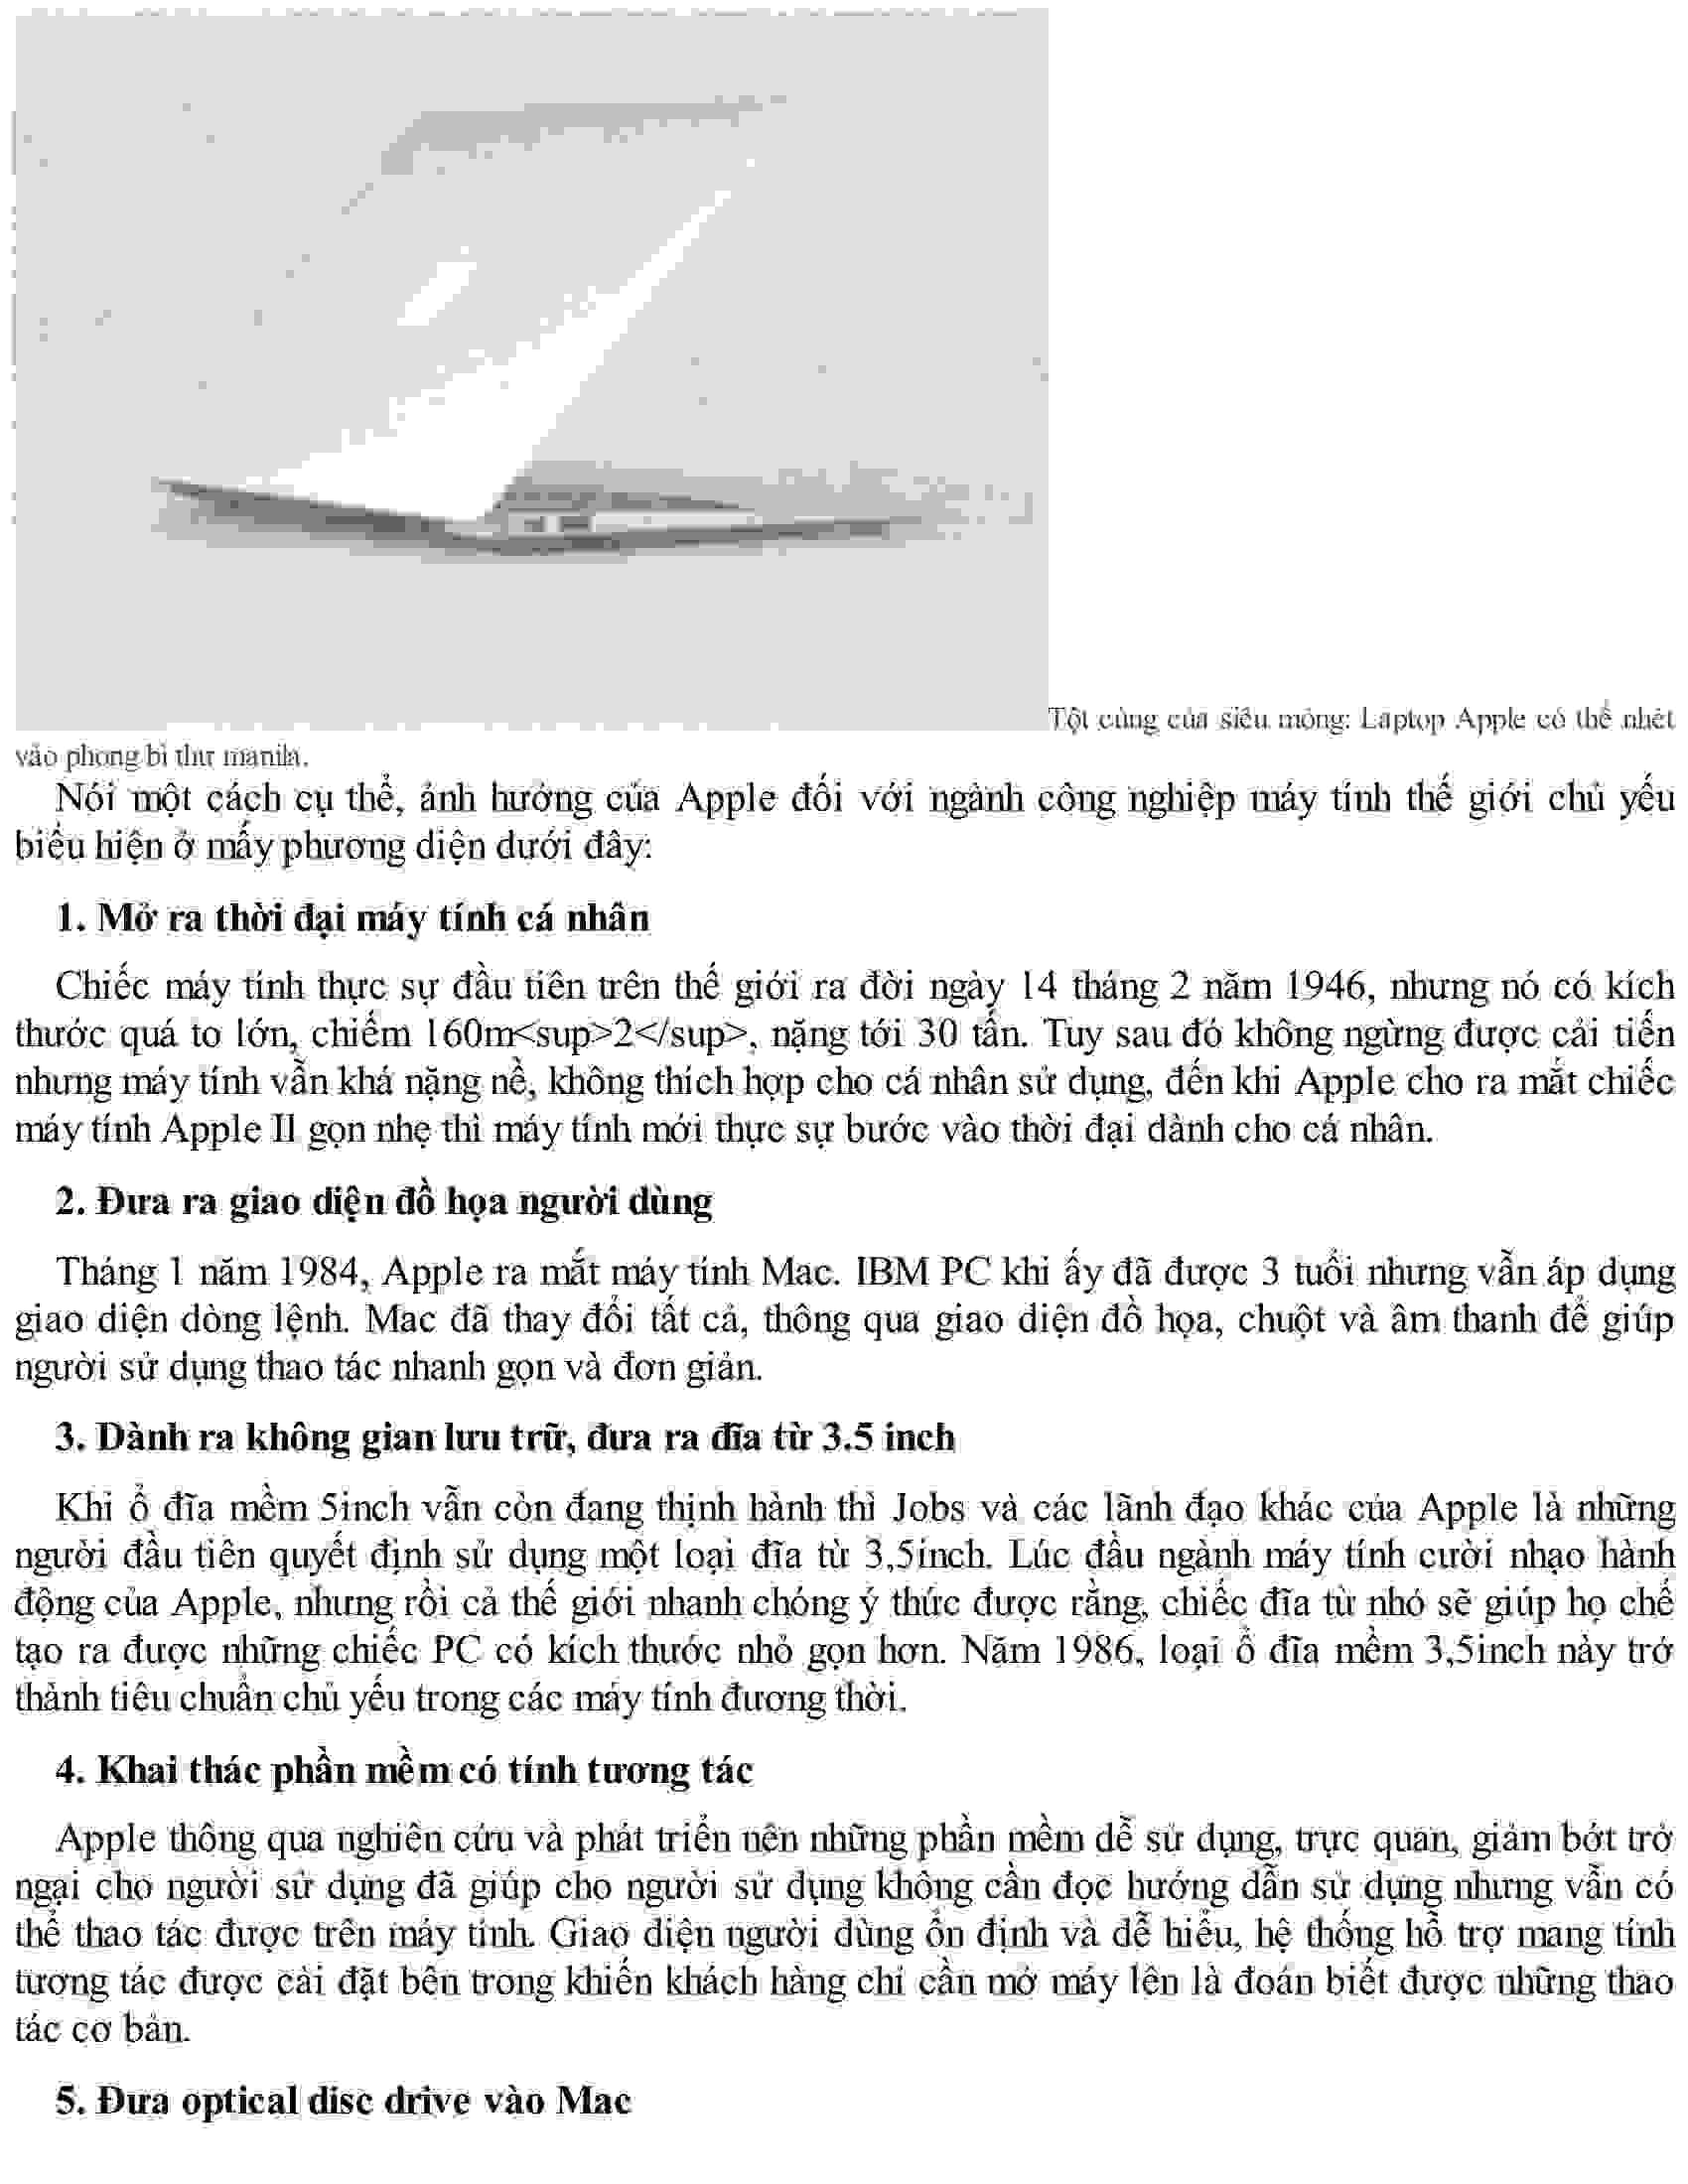 Tột cùng của siêu mỏng: Laptop Apple có thể nhét
vào phong bì thư manila.
Nói một cách cụ thể, ảnh hưởng của Apple đối với ngành công nghiệp máy tính thế giới chủ yếu
biểu hiện ở mấy phương diện dưới đây:
1. Mở ra thời đại máy tính cá nhân
Chiếc máy tính thực sự đầu tiên trên thế giới ra đời ngày 14 tháng 2 năm 1946, nhưng nó có kích
thước quá to lớn, chiếm 160m<sup>2</sup>, nặng tới 30 tấn. Tuy sau đó không ngừng được cải tiến
nhưng máy tính vẫn khá nặng nề, không thích hợp cho cá nhân sử dụng, đến khi Apple cho ra mắt chiếc
máy tính Apple II gọn nhẹ thì máy tính mới thực sự bước vào thời đại dành cho cá nhân.
2. Đưa ra giao diện đồ họa người dùng
Tháng 1 năm 1984, Apple ra mắt máy tính Mac. IBM PC khi ấy đã được 3 tuổi nhưng vẫn áp dụng
giao diện dòng lệnh. Mac đã thay đổi tất cả, thông qua giao diện đồ họa, chuột và âm thanh để giúp
người sử dụng thao tác nhanh gọn và đơn giản.
3. Dành ra không gian lưu trữ, đưa ra đĩa từ 3.5 inch
Khi ổ đĩa mềm 5inch vẫn còn đang thịnh hành thì Jobs và các lãnh đạo khác của Apple là những
người đầu tiên quyết định sử dụng một loại đĩa từ 3,5inch. Lúc đầu ngành máy tính cười nhạo hành
động của Apple, nhưng rồi cả thế giới nhanh chóng ý thức được rằng, chiếc đĩa từ nhỏ sẽ giúp họ chế
tạo ra được những chiếc PC có kích thước nhỏ gọn hơn. Năm 1986, loại ổ đĩa mềm 3,5inch này trở
thành tiêu chuẩn chủ yếu trong các máy tính đương thời.
4. Khai thác phần mềm có tính tương tác
Apple thông qua nghiên cứu và phát triển nên những phần mềm dễ sử dụng, trực quan, giảm bớt trở
ngại cho người sử dụng đã giúp cho người sử dụng không cần đọc hướng dẫn sử dụng nhưng vẫn có
thể thao tác được trên máy tính. Giao diện người dùng ổn định và dễ hiểu, hệ thống hỗ trợ mang tính
tương tác được cài đặt bên trong khiến khách hàng chỉ cần mở máy lên là đoán biết được những thao
tác cơ bản.
5. Đưa optical disc drive vào Mac